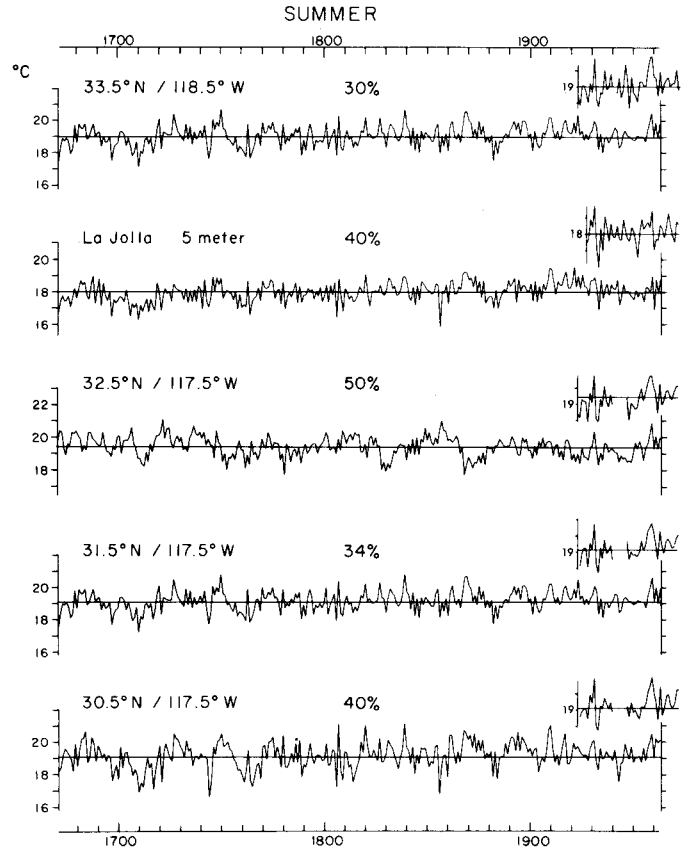 SUMMER
1700 1800 1900
°C
33.5°N / 118.5°W 30%
19
20
18
16
La Jolla 5 meter 40%
18
20
18
16
32.5°N / 117.5°W 50%
19
22
20
18
31.5°N / 117.5°W 34%
19
20
18
16
30.5°N / 117.5°W 40%
19
20
18
16
1700 1800 1900